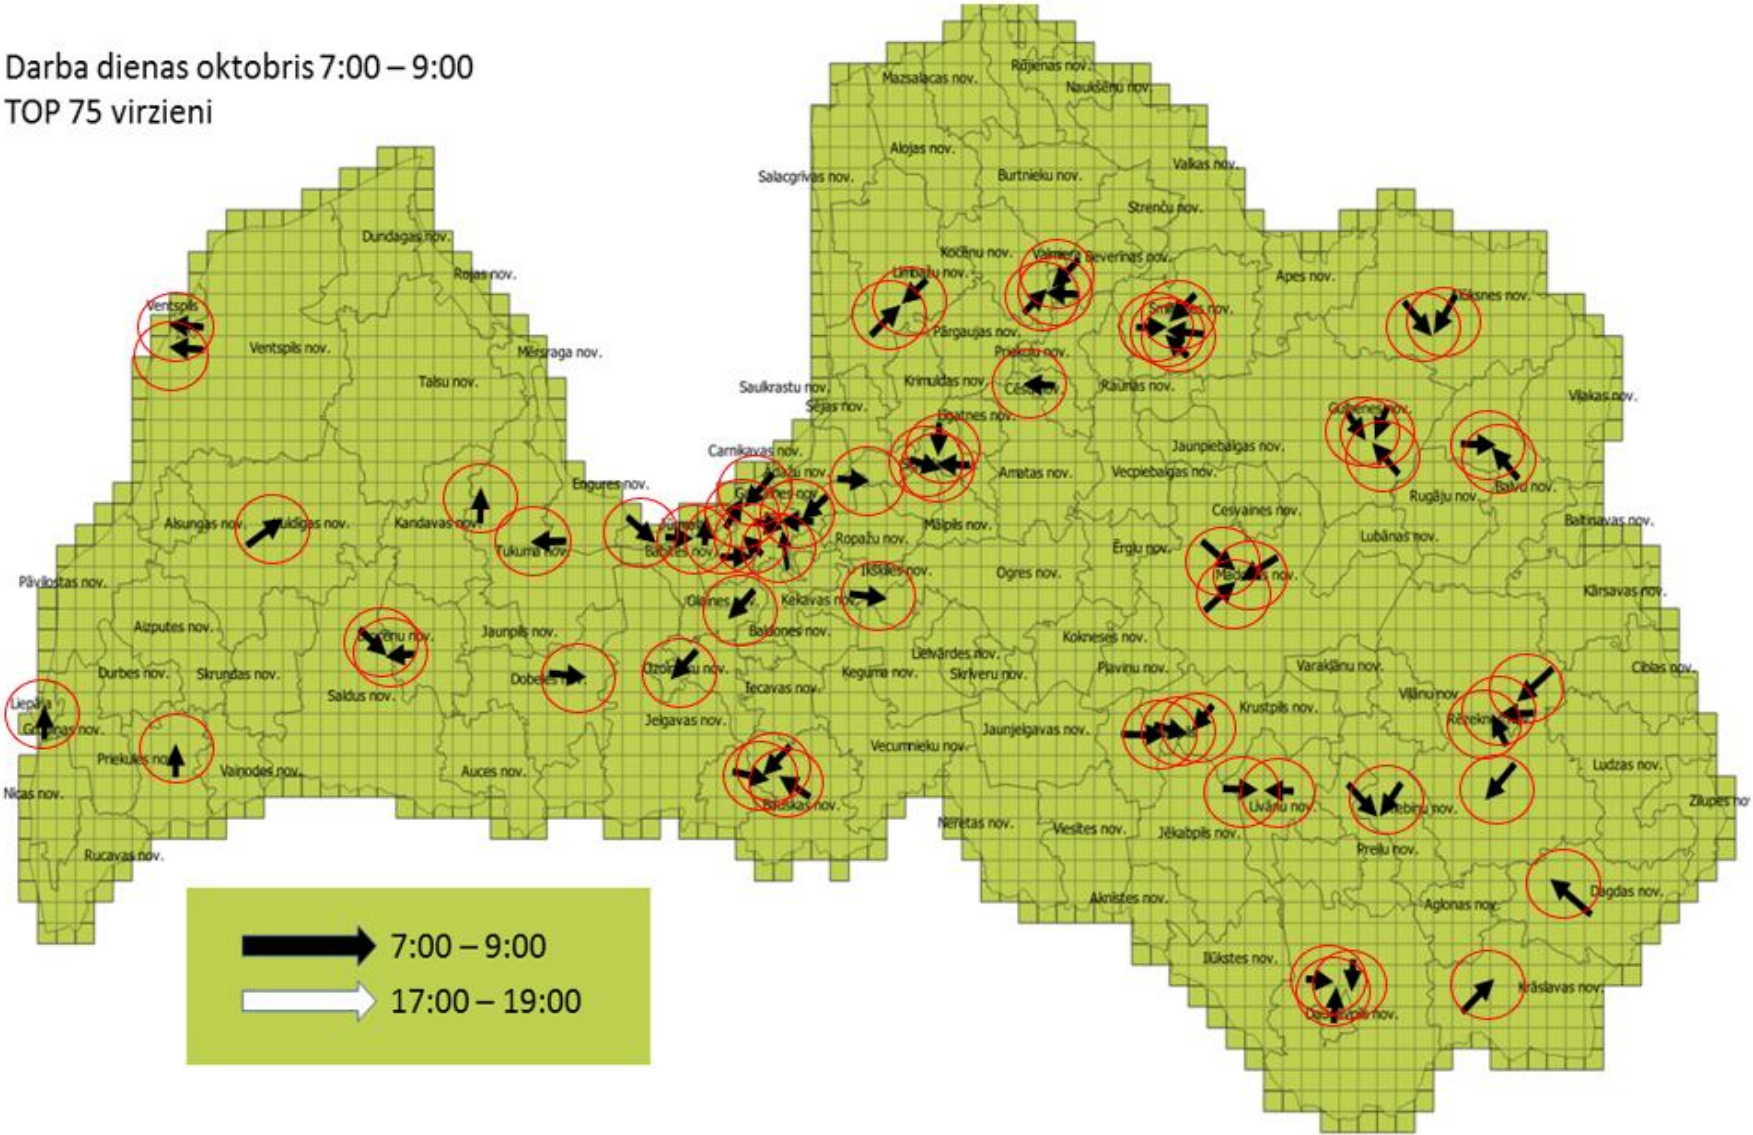 Darba dienas oktobris 7:00 – 9:00
TOP 75 virzieni
Rūjienas nov.
Mazsalacas nov.
Naukšēnu nov.
Alojas nov.
Valkas nov.
Salacgrīvas nov.
Burtnieku nov.
Strenču nov.
Dundagas nov.
Kocēnu nov.
Beverīnas nov.
Rojas nov.
Limbažu nov.
Apes nov.
Ventspils
Pārgaujas nov.
Ventspils nov.
Mērsraga nov.
Priekuļu nov.
Talsu nov.
Saulkrastu nov.
Krimuldas nov.
Raunas nov.
Viļakas nov.
Sējas nov.
Līgatnes nov.
Jaunpiebalgas nov.
Carnikavas nov.
Amatas nov.
Vecpiebalgas nov.
Engures nov.
Rugāju nov.
Balvu nov.
Cesvaines nov.
Alsungas nov.
Kandavas nov.
Mālpils nov.
Baltinavas nov.
Ropažu nov.
Lubānas nov.
Tukuma nov.
Babītes nov.
Ērgļu nov.
Ikšķiles nov.
Ogres nov.
Pāvilostas nov.
Kārsavas nov.
Ķekavas nov.
Aizputes nov.
Jaunpils nov.
Baldones nov.
Kokneses nov.
Lielvārdes nov.
Durbes nov.
Skrundas nov.
Ķeguma nov.
Skrīveru nov.
Pļaviņu nov.
Varakļānu nov.
Ciblas nov.
Saldus nov.
Iecavas nov.
Viļānu nov.
Liepāja
Krustpils nov.
Jelgavas nov.
Jaunjelgavas nov.
Vecumnieku nov.
Priekules nov.
Vaiņodes nov.
Auces nov.
Ludzas nov.
Nīcas nov.
Bauskas nov.
Līvānu nov.
Zilupes no
Neretas nov.
Viesītes nov.
Jēkabpils nov.
Preiļu nov.
Rucavas nov.
Aknīstes nov.
Aglonas nov.
Dagdas nov.
Ilūkstes nov.
Krāslavas nov.
7:00 – 9:00
17:00 – 19:00